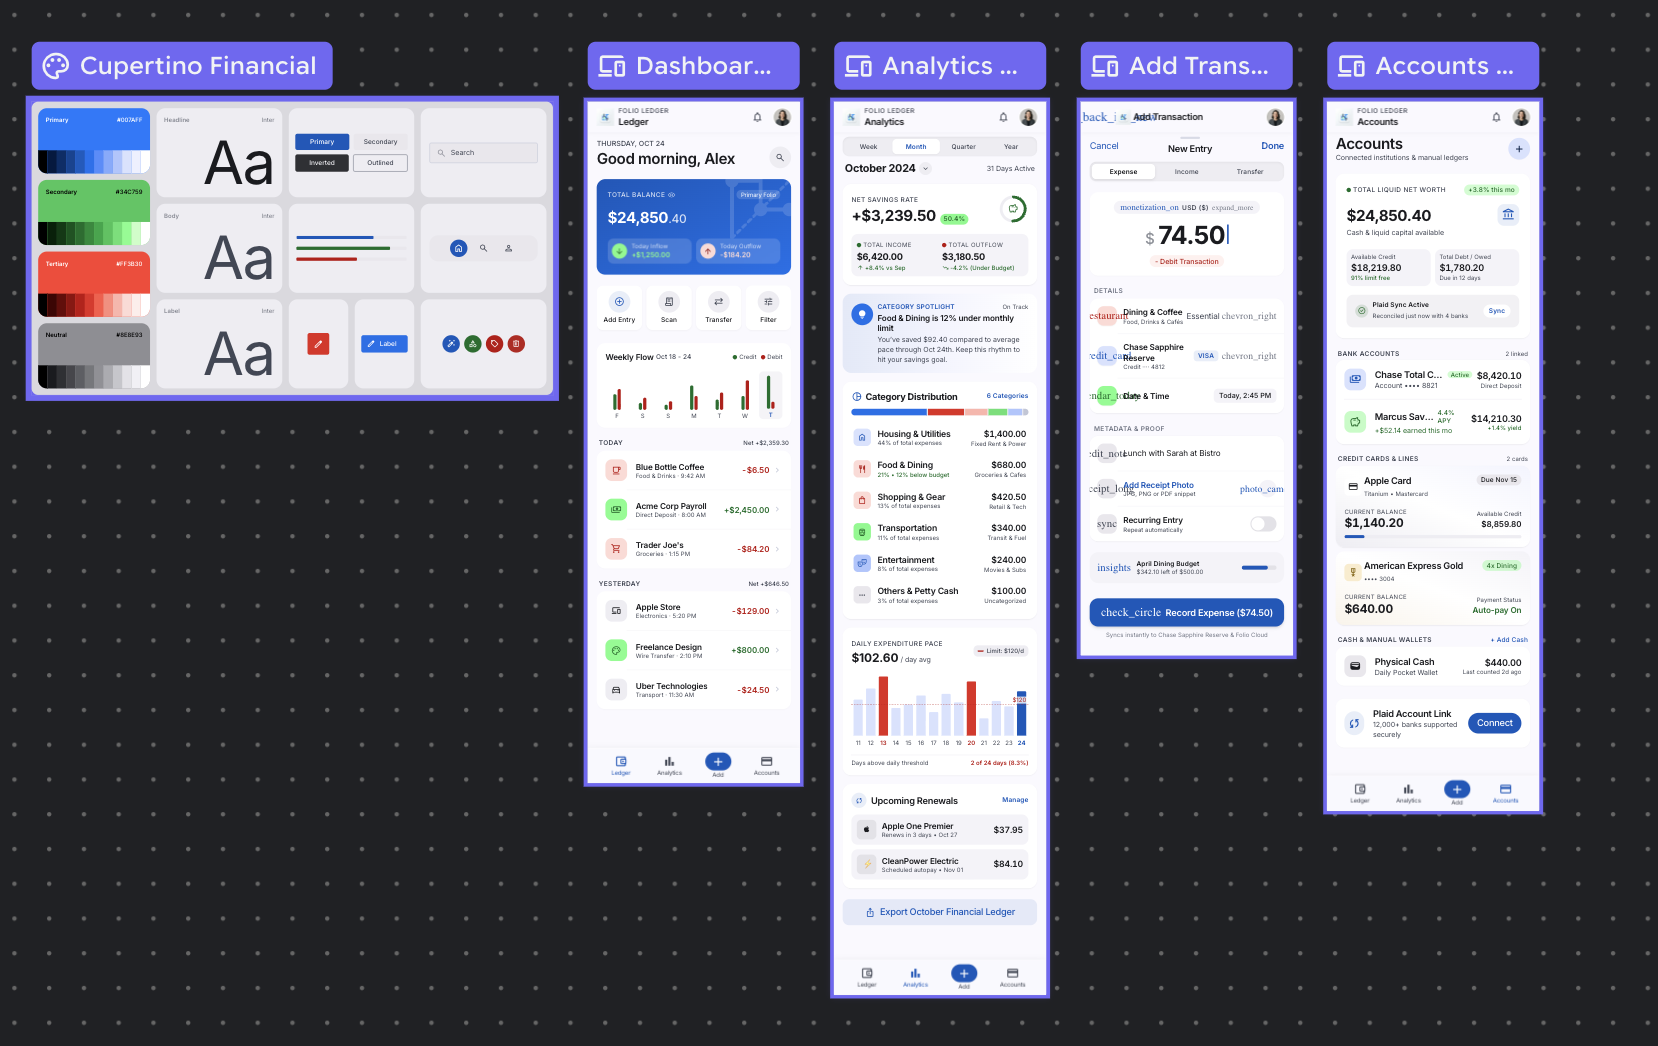 Cupertino Financial
Primary #007AFF
Secondary #34C759
Tertiary #FF3B30
Neutral #8E8E93
Headline Inter
Aa
Body Inter
Aa
Label Inter
Aa
Primary Secondary
Inverted Outlined
Search
Label
Dashboar...
FOLIO LEDGER
Ledger
THURSDAY, OCT 24
Good morning, Alex
TOTAL BALANCE Primary Folio
$24,850.40
Today Inflow
+$1,250.00
Today Outflow
-$184.20
Add Entry Scan Transfer Filter
Weekly Flow Oct 18 - 24 Credit Debit
F S S M T W T
TODAY Net +$2,359.30
Blue Bottle Coffee -$6.50
Food & Drinks · 9:42 AM
Acme Corp Payroll +$2,450.00
Direct Deposit · 8:00 AM
Trader Joe's -$84.20
Groceries · 1:15 PM
YESTERDAY Net +$646.50
Apple Store -$129.00
Electronics · 5:20 PM
Freelance Design +$800.00
Wire Transfer · 2:10 PM
Uber Technologies -$24.50
Transport · 11:30 AM
Ledger Analytics Add Accounts
Analytics ...
FOLIO LEDGER
Analytics
Week Month Quarter Year
October 2024 31 Days Active
NET SAVINGS RATE
+$3,239.50 50.4%
TOTAL INCOME TOTAL OUTFLOW
$6,420.00 $3,180.50
+8.4% vs Sep -4.2% (Under Budget)
CATEGORY SPOTLIGHT On Track
Food & Dining is 12% under monthly
limit
You've saved $92.40 compared to average
pace through Oct 24th. Keep this rhythm to
hit your savings goal.
Category Distribution 6 Categories
Housing & Utilities $1,400.00
44% of total expenses Fixed Rent & Power
Food & Dining $680.00
21% • 12% below budget Groceries & Cafes
Shopping & Gear $420.50
13% of total expenses Retail & Tech
Transportation $340.00
11% of total expenses Transit & Fuel
Entertainment $240.00
8% of total expenses Movies & Subs
Others & Petty Cash $100.00
3% of total expenses Uncategorized
DAILY EXPENDITURE PACE
$102.60 / day avg Limit: $120/d
$120
11 12 13 14 15 16 17 18 19 20 21 22 23 24
Days above daily threshold 2 of 24 days (8.3%)
Upcoming Renewals Manage
Apple One Premier $37.95
Renews in 3 days • Oct 27
CleanPower Electric $84.10
Scheduled autopay • Nov 01
Export October Financial Ledger
Ledger Analytics Add Accounts
Add Trans...
Add Transaction
Cancel New Entry Done
Expense Income Transfer
monetization_on USD ($) expand_more
$ 74.50
- Debit Transaction
DETAILS
Dining & Coffee Essential chevron_right
Food, Drinks & Cafes
Chase Sapphire
Reserve VISA chevron_right
Credit ··· 4812
Date & Time Today, 2:45 PM
METADATA & PROOF
edit_note Lunch with Sarah at Bistro
Add Receipt Photo photo_cam
JPG, PNG or PDF snippet
sync Recurring Entry
Repeat automatically
insights April Dining Budget
$342.10 left of $500.00
check_circle Record Expense ($74.50)
Syncs instantly to Chase Sapphire Reserve & Folio Cloud
Accounts ...
FOLIO LEDGER
Accounts
Accounts
Connected institutions & manual ledgers
TOTAL LIQUID NET WORTH +3.8% this mo
$24,850.40
Cash & liquid capital available
Available Credit Total Debt / Owed
$18,219.80 $1,780.20
91% limit free Due in 12 days
Plaid Sync Active
Reconciled just now with 4 banks Sync
BANK ACCOUNTS 2 linked
Chase Total C... Active $8,420.10
Account •••• 8821 Direct Deposit
Marcus Sav... 4.4% APY $14,210.30
+$52.14 earned this mo +1.4% yield
CREDIT CARDS & LINES 2 cards
Apple Card Due Nov 15
Titanium • Mastercard
CURRENT BALANCE Available Credit
$1,140.20 $8,859.80
American Express Gold 4x Dining
•••• 3004
CURRENT BALANCE Payment Status
$640.00 Auto-pay On
CASH & MANUAL WALLETS + Add Cash
Physical Cash $440.00
Daily Pocket Wallet Last counted 2d ago
Plaid Account Link
12,000+ banks supported
securely
Connect
Ledger Analytics Add Accounts